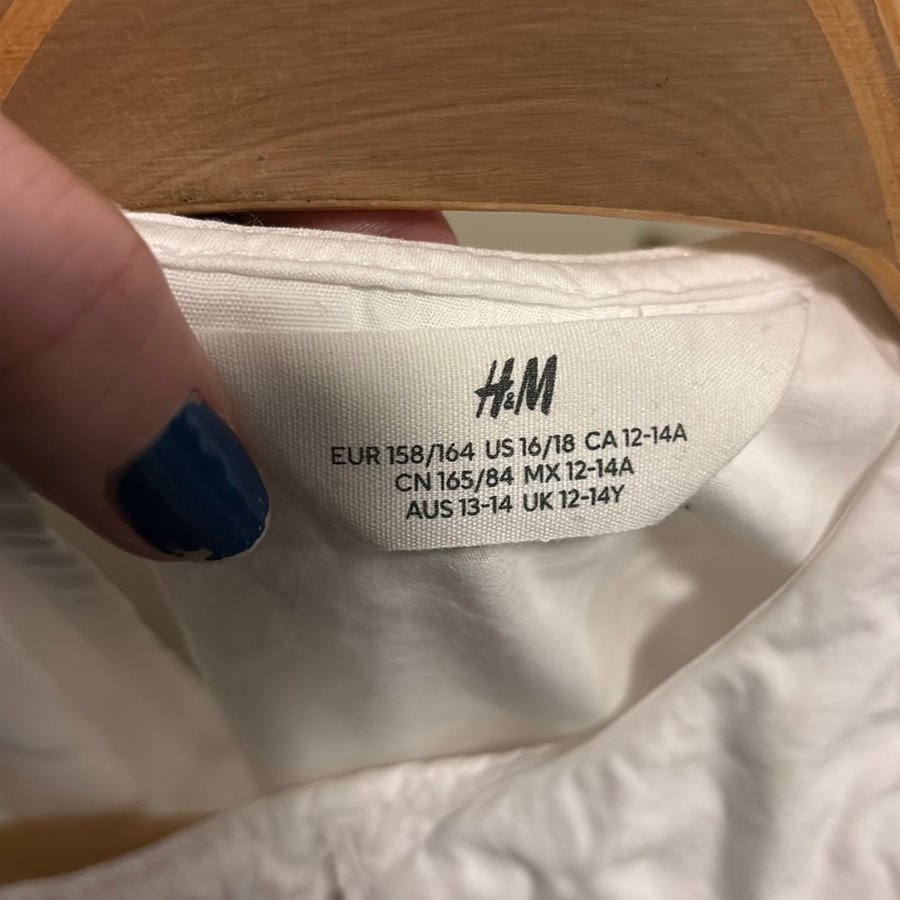 H&M
EUR 158/164 US 16/18 CA 12-14A
CN 165/84 MX 12-14A
AUS 13-14 UK 12-14Y